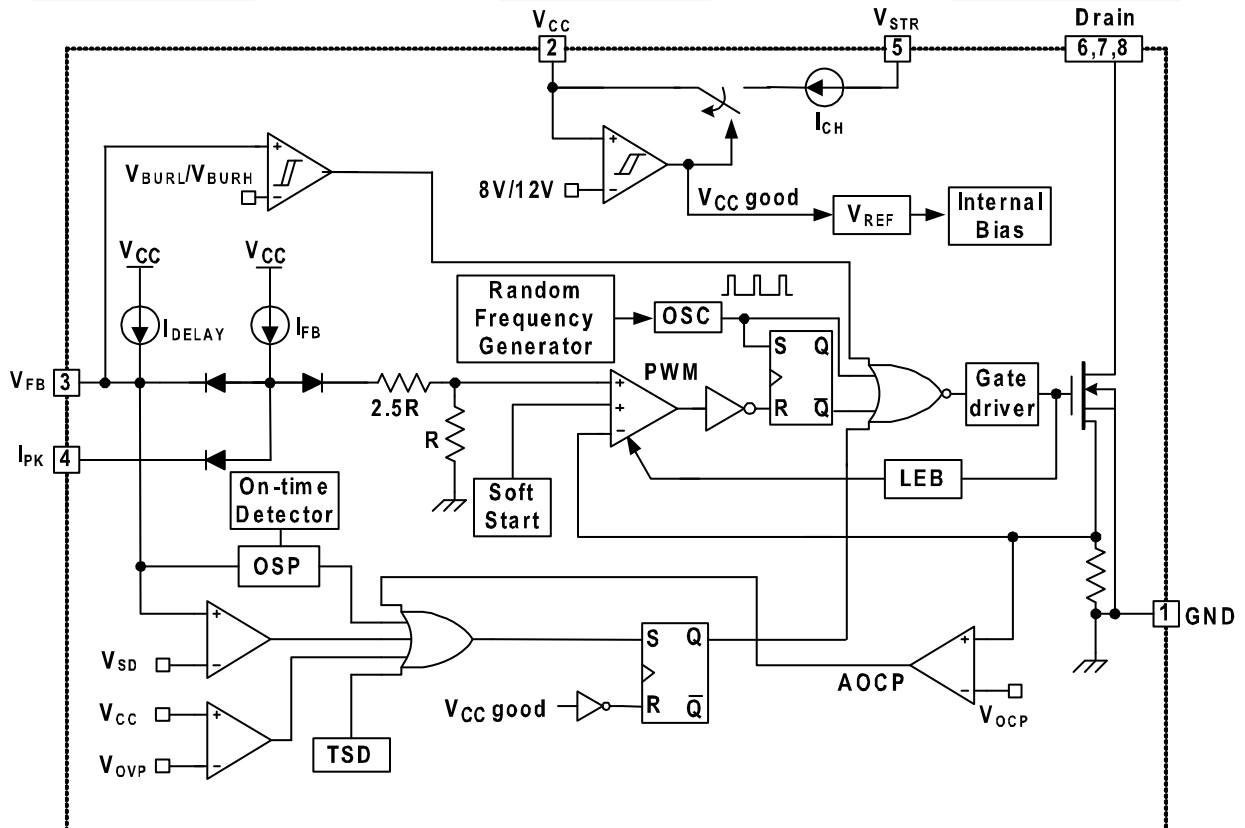 VCC
VSTR
Drain
2
5
6,7,8
ICH
VBURL/VBURH
+
-
8V/12V
+
-
VCC good
VREF
Internal
Bias
VCC
VCC
IDELAY
IFB
Random
Frequency
Generator
OSC
S
Q
R
Q
PWM
+
+
-
VFB
3
2.5R
R
Gate
driver
IPK
4
LEB
On-time
Detector
Soft
Start
OSP
1
GND
+
-
VSD
S
Q
R
Q
AOCP
+
-
VOCP
VCC
+
-
VOVP
VCC good
TSD